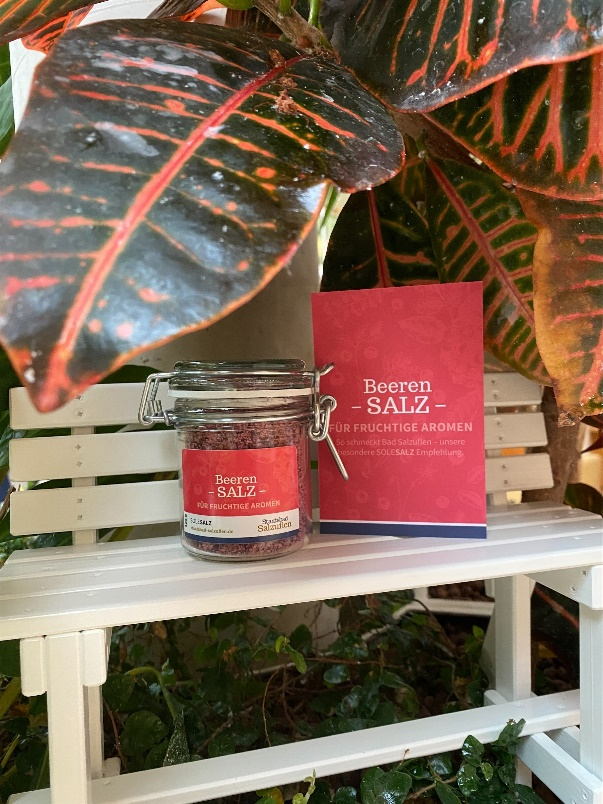 Beeren
– SALZ –
FÜR FRUCHTIGE AROMEN
So schmeckt Bad Salzuflen – unsere
besondere SOLESALZ Empfehlung.
Beeren
– SALZ –
FÜR FRUCHTIGE AROMEN
SOLESALZ
Staatsbad
Salzuflen